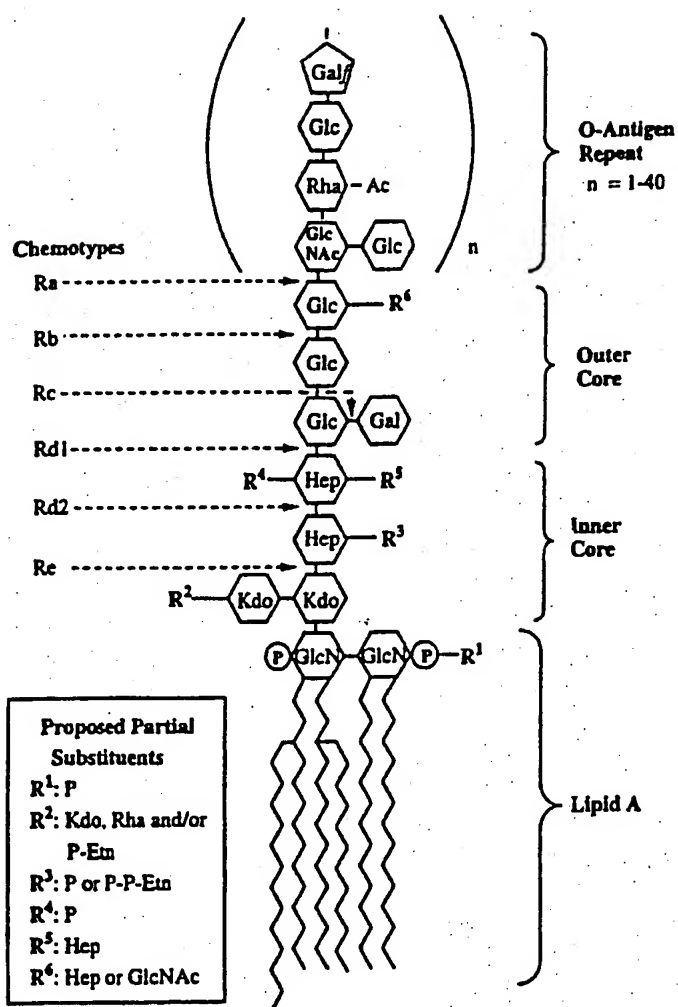 Galf
Glc
Rha – Ac
Glc NAc
Glc
n
O-Antigen
Repeat
n = 1-40
Chemotypes
Ra
Glc
R⁶
Rb
Glc
Outer
Core
Rc
Glc
Gal
Rd1
R⁴
Hep
R⁵
Rd2
Hep
R³
Inner
Core
Re
R²
Kdo
Kdo
P
GlcN
GlcN
P
R¹
Lipid A
Proposed Partial
Substituents
R¹: P
R²: Kdo, Rha and/or
P-Etn
R³: P or P-P-Etn
R⁴: P
R⁵: Hep
R⁶: Hep or GlcNAc